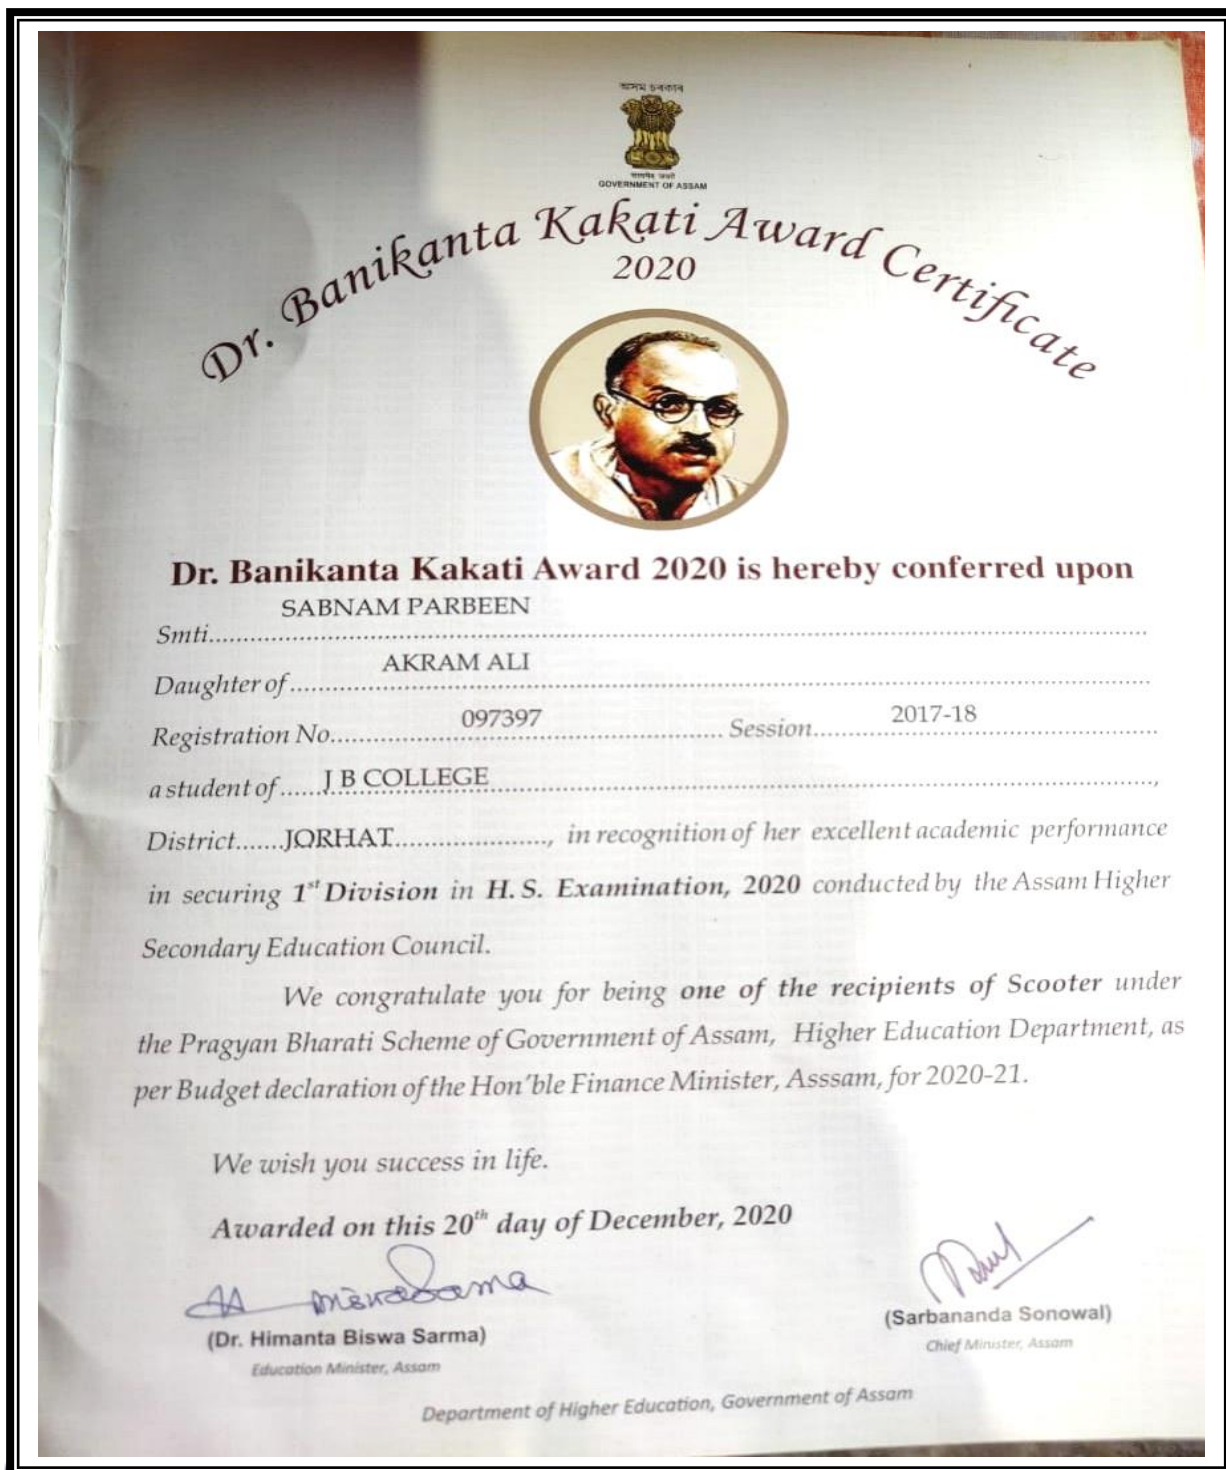 অসম চৰকাৰ
सत्यमेव जयते
GOVERNMENT OF ASSAM
Dr. Banikanta Kakati Award Certificate
2020
Dr. Banikanta Kakati Award 2020 is hereby conferred upon
SABNAM PARBEEN
Smti
AKRAM ALI
Daughter of
097397 2017-18
Registration No. Session
a student of J B COLLEGE ,
District JORHAT , in recognition of her excellent academic performance
in securing 1st Division in H. S. Examination, 2020 conducted by the Assam Higher
Secondary Education Council.
We congratulate you for being one of the recipients of Scooter under
the Pragyan Bharati Scheme of Government of Assam, Higher Education Department, as
per Budget declaration of the Hon'ble Finance Minister, Asssam, for 2020-21.
We wish you success in life.
Awarded on this 20th day of December, 2020
(Dr. Himanta Biswa Sarma)
Education Minister, Assam
(Sarbananda Sonowal)
Chief Minister, Assam
Department of Higher Education, Government of Assam